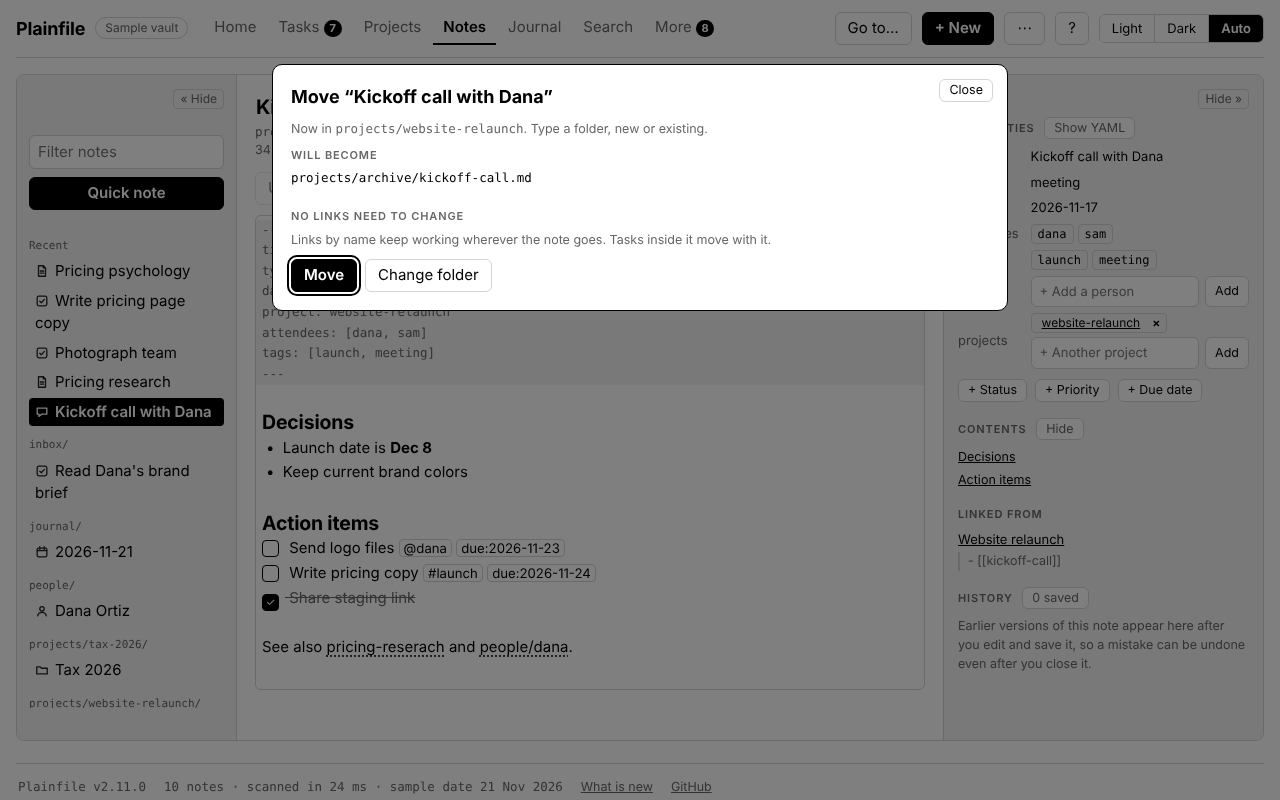 Plainfile Sample vault Home Tasks 7 Projects Notes Journal Search More 8 Go to... + New ... ? Light Dark Auto
« Hide
Filter notes
Quick note
Recent
Pricing psychology
Write pricing page
copy
Photograph team
Pricing research
Kickoff call with Dana
inbox/
Read Dana's brand
brief
journal/
2026-11-21
people/
Dana Ortiz
projects/tax-2026/
Tax 2026
projects/website-relaunch/
Move “Kickoff call with Dana”
Close
Now in projects/website-relaunch. Type a folder, new or existing.
WILL BECOME
projects/archive/kickoff-call.md
NO LINKS NEED TO CHANGE
Links by name keep working wherever the note goes. Tasks inside it move with it.
Move Change folder
project: website-relaunch
attendees: [dana, sam]
tags: [launch, meeting]
---
Decisions
• Launch date is Dec 8
• Keep current brand colors
Action items
Send logo files @dana due:2026-11-23
Write pricing copy #launch due:2026-11-24
Share staging link
See also pricing-reserach and people/dana.
Hide »
Show YAML
Kickoff call with Dana
meeting
2026-11-17
dana sam
launch meeting
+ Add a person Add
website-relaunch ×
projects
+ Another project Add
+ Status + Priority + Due date
CONTENTS Hide
Decisions
Action items
LINKED FROM
Website relaunch
- [[kickoff-call]]
HISTORY 0 saved
Earlier versions of this note appear here after
you edit and save it, so a mistake can be undone
even after you close it.
Plainfile v2.11.0 10 notes · scanned in 24 ms · sample date 21 Nov 2026 What is new GitHub